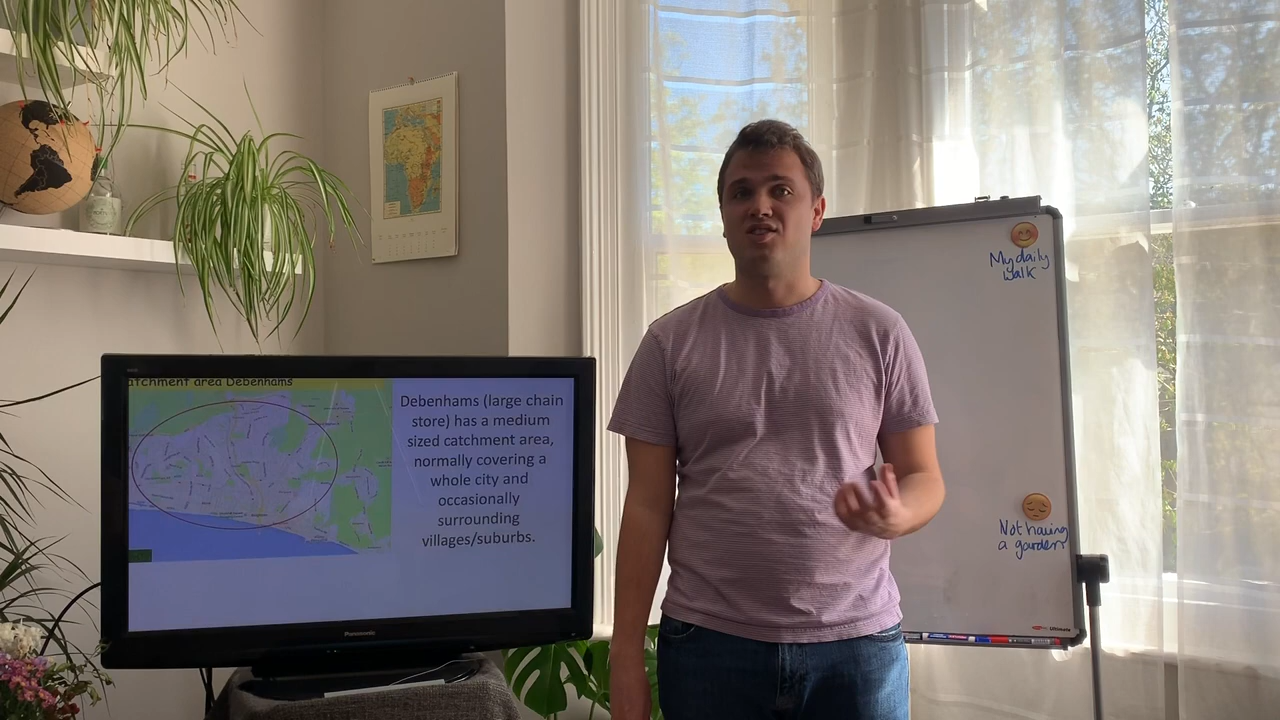 atchment area Debenhams
Debenhams (large chain
store) has a medium
sized catchment area,
normally covering a
whole city and
occasionally
surrounding
villages/suburbs.
Panasonic
My daily
walk
Not having
a garden
Ultimate